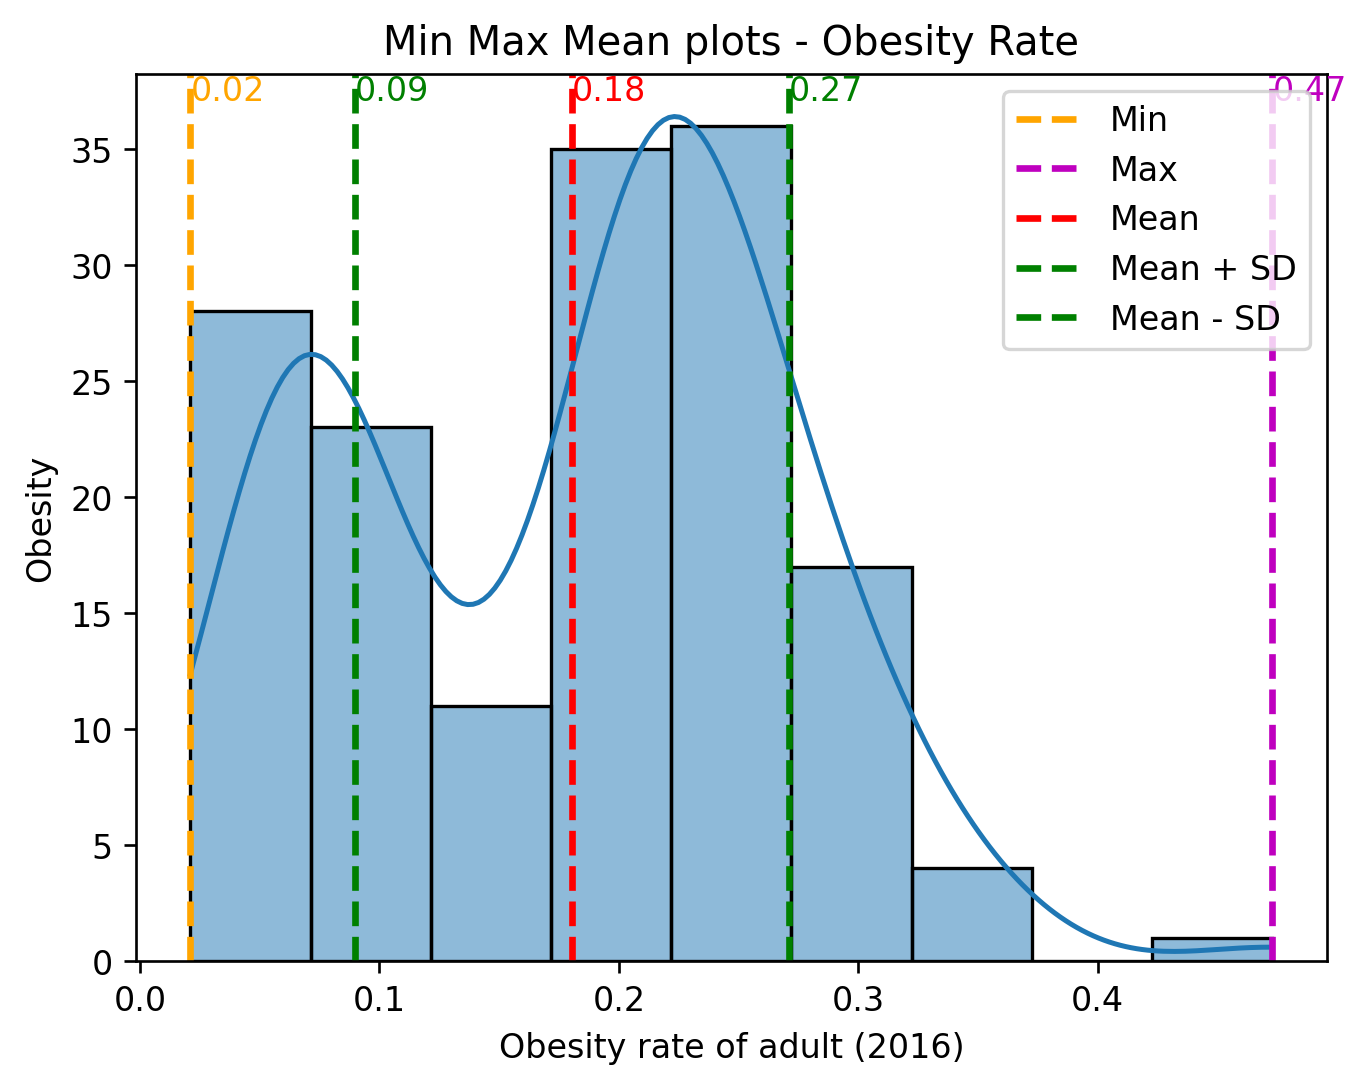 Min Max Mean plots - Obesity Rate
0.02 0.09 0.18 0.27 0.47
Min
Max
Mean
Mean + SD
Mean - SD
35
30
25
20
15
10
5
0
Obesity
0.0 0.1 0.2 0.3 0.4
Obesity rate of adult (2016)